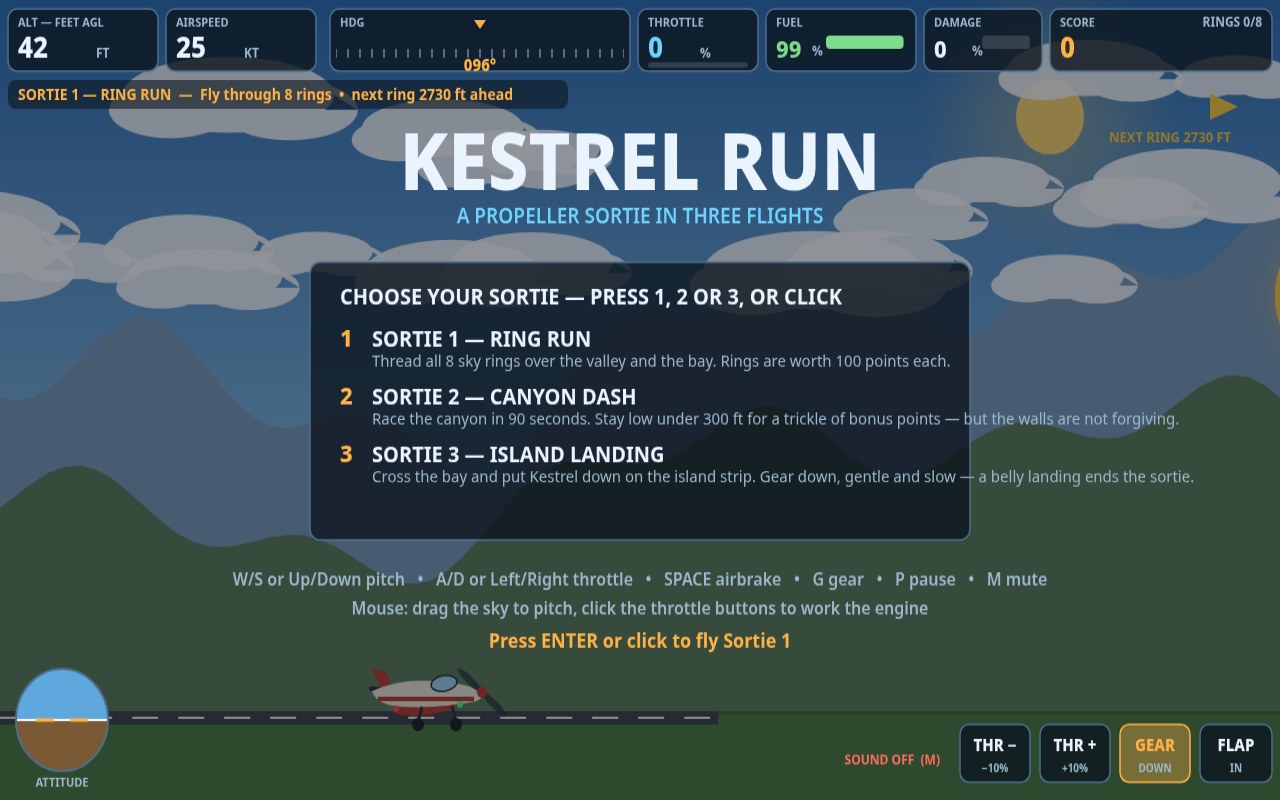 ALT — FEET AGL
42 FT
AIRSPEED
25 KT
HDG
096°
THROTTLE
0 %
FUEL
99 %
DAMAGE
0 %
SCORE RINGS 0/8
0
SORTIE 1 — RING RUN — Fly through 8 rings • next ring 2730 ft ahead
NEXT RING 2730 FT
KESTREL RUN
A PROPELLER SORTIE IN THREE FLIGHTS
CHOOSE YOUR SORTIE — PRESS 1, 2 OR 3, OR CLICK
1 SORTIE 1 — RING RUN
Thread all 8 sky rings over the valley and the bay. Rings are worth 100 points each.
2 SORTIE 2 — CANYON DASH
Race the canyon in 90 seconds. Stay low under 300 ft for a trickle of bonus points — but the walls are not forgiving.
3 SORTIE 3 — ISLAND LANDING
Cross the bay and put Kestrel down on the island strip. Gear down, gentle and slow — a belly landing ends the sortie.
W/S or Up/Down pitch • A/D or Left/Right throttle • SPACE airbrake • G gear • P pause • M mute
Mouse: drag the sky to pitch, click the throttle buttons to work the engine
Press ENTER or click to fly Sortie 1
ATTITUDE
SOUND OFF (M)
THR −
−10%
THR +
+10%
GEAR
DOWN
FLAP
IN